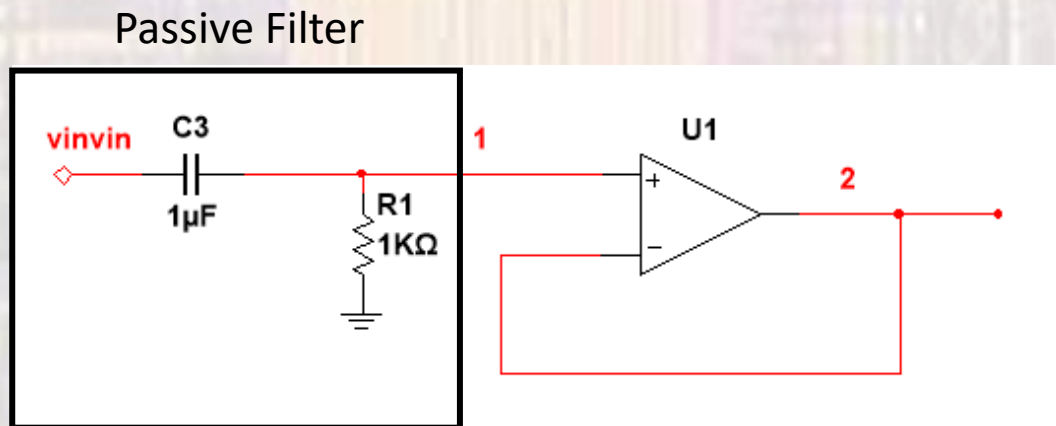 Passive Filter
vinvin
C3
1µF
R1
1KΩ
1
U1
+
−
2